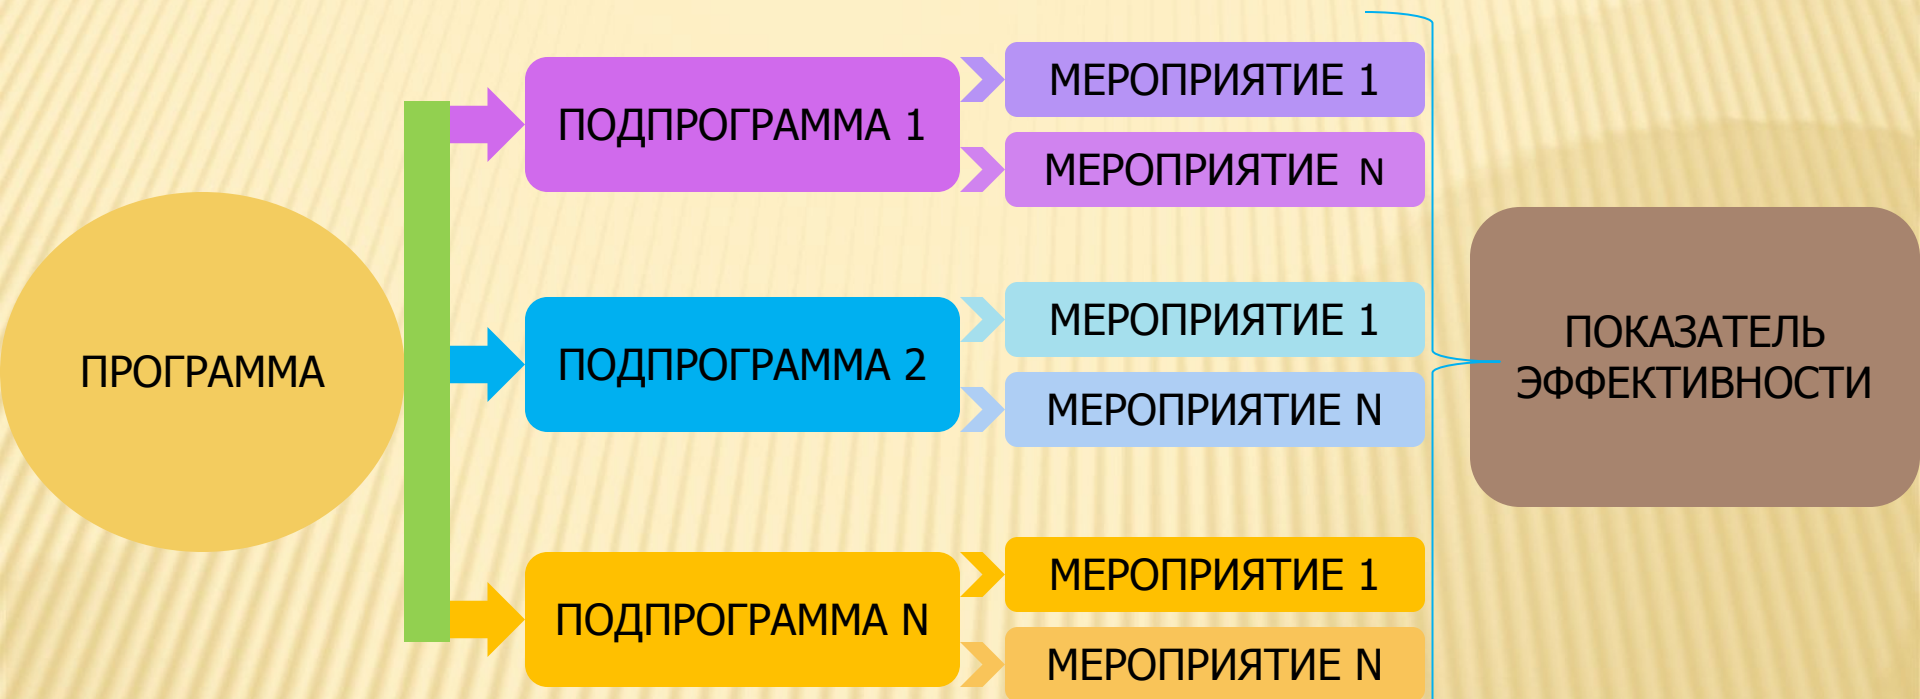 ПРОГРАММА
ПОДПРОГРАММА 1
МЕРОПРИЯТИЕ 1
МЕРОПРИЯТИЕ N
ПОДПРОГРАММА 2
МЕРОПРИЯТИЕ 1
МЕРОПРИЯТИЕ N
ПОДПРОГРАММА N
МЕРОПРИЯТИЕ 1
МЕРОПРИЯТИЕ N
ПОКАЗАТЕЛЬ
ЭФФЕКТИВНОСТИ